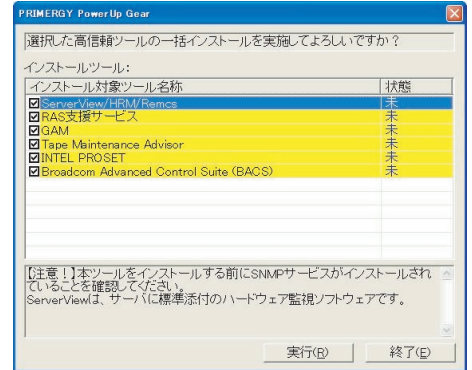 PRIMERGY PowerUp Gear
選択した高信頼ツールの一括インストールを実施してよろしいですか？
インストールツール：
インストール対象ツール名称 状態
ServerView/HRM/Remcs 未
RAS支援サービス 未
GAM 未
Tape Maintenance Advisor 未
INTEL PROSET 未
Broadcom Advanced Control Suite (BACS) 未
【注意！】本ツールをインストールする前にSNMPサービスがインストールされ
ていることを確認してください。
ServerViewは、サーバに標準添付のハードウェア監視ソフトウェアです。
実行(R) 終了(E)